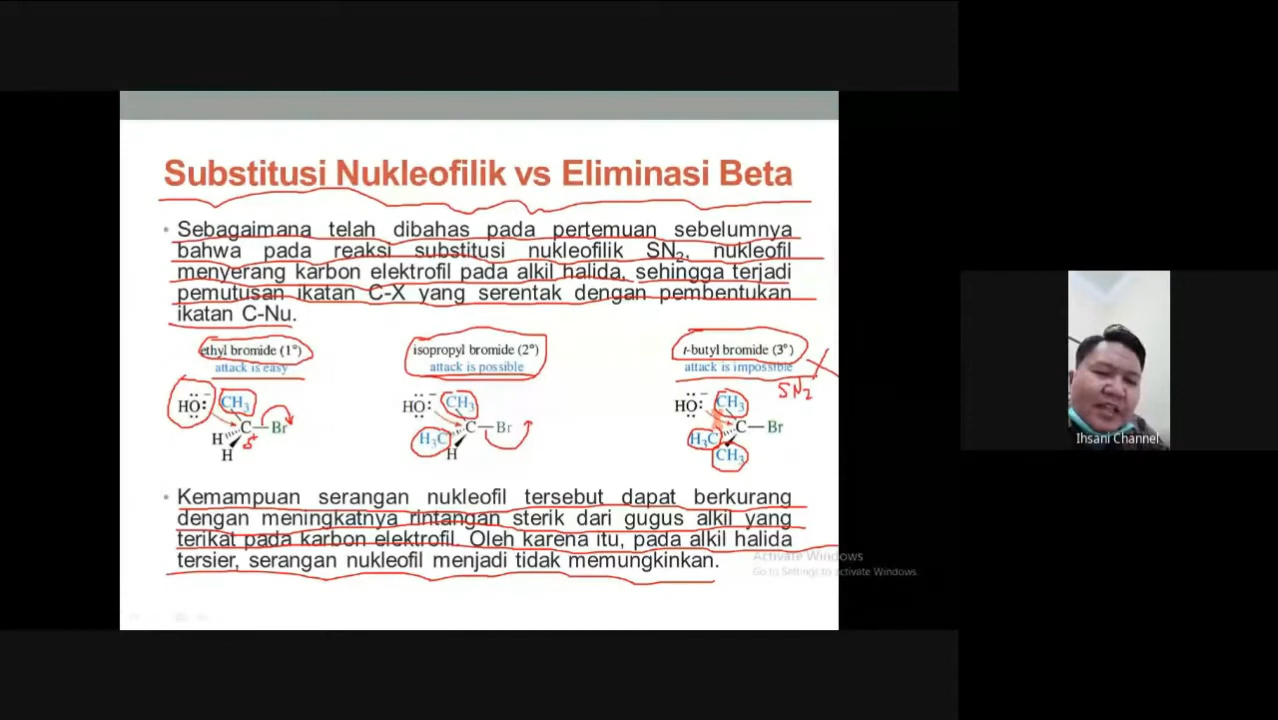 Substitusi Nukleofilik vs Eliminasi Beta
• Sebagaimana telah dibahas pada pertemuan sebelumnya
bahwa pada reaksi substitusi nukleofilik SN2, nukleofil
menyerang karbon elektrofil pada alkil halida, sehingga terjadi
pemutusan ikatan C-X yang serentak dengan pembentukan
ikatan C-Nu.
ethyl bromide (1°) isopropyl bromide (2°) t-butyl bromide (3°)
attack is easy attack is possible attack is impossible
SN2
HÖ:⁻ CH3 HÖ:⁻ CH3 HÖ:⁻ CH3
C—Br C—Br C—Br
H δ+ H3C H3C
H H CH3
• Kemampuan serangan nukleofil tersebut dapat berkurang
dengan meningkatnya rintangan sterik dari gugus alkil yang
terikat pada karbon elektrofil. Oleh karena itu, pada alkil halida
tersier, serangan nukleofil menjadi tidak memungkinkan.
Activate Windows
Go to Settings to activate Windows.
Ihsani Channel